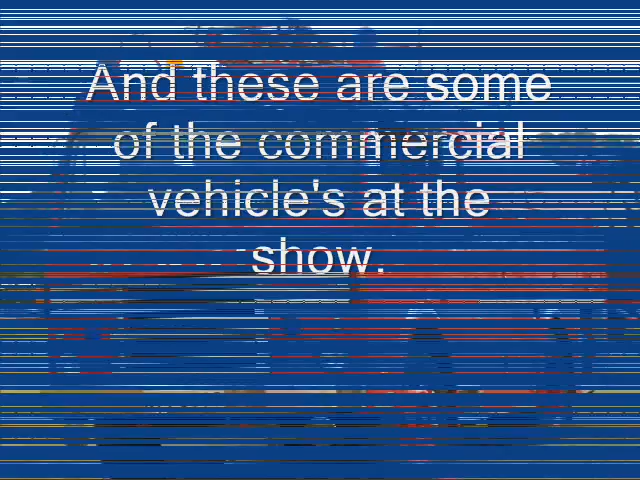 And these are some
of the commercial
vehicle's at the
show.